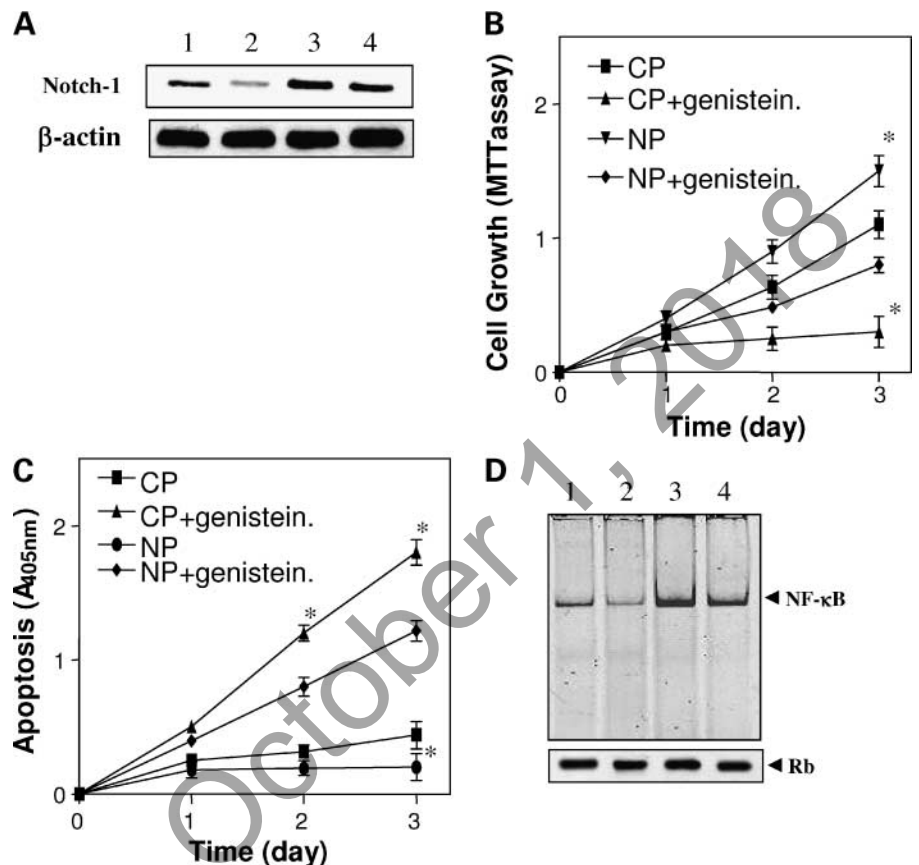 A
1 2 3 4
Notch-1
β-actin
B
Cell Growth (MTTassay)
2
1
0
CP
CP+genistein.
NP
NP+genistein.
*
*
0 1 2 3
Time (day)
C
Apoptosis (A405nm)
2
1
0
CP
CP+genistein.
NP
NP+genistein.
*
*
*
0 1 2 3
Time (day)
D
1 2 3 4
◄ NF-κB
◄ Rb
October 1, 2018